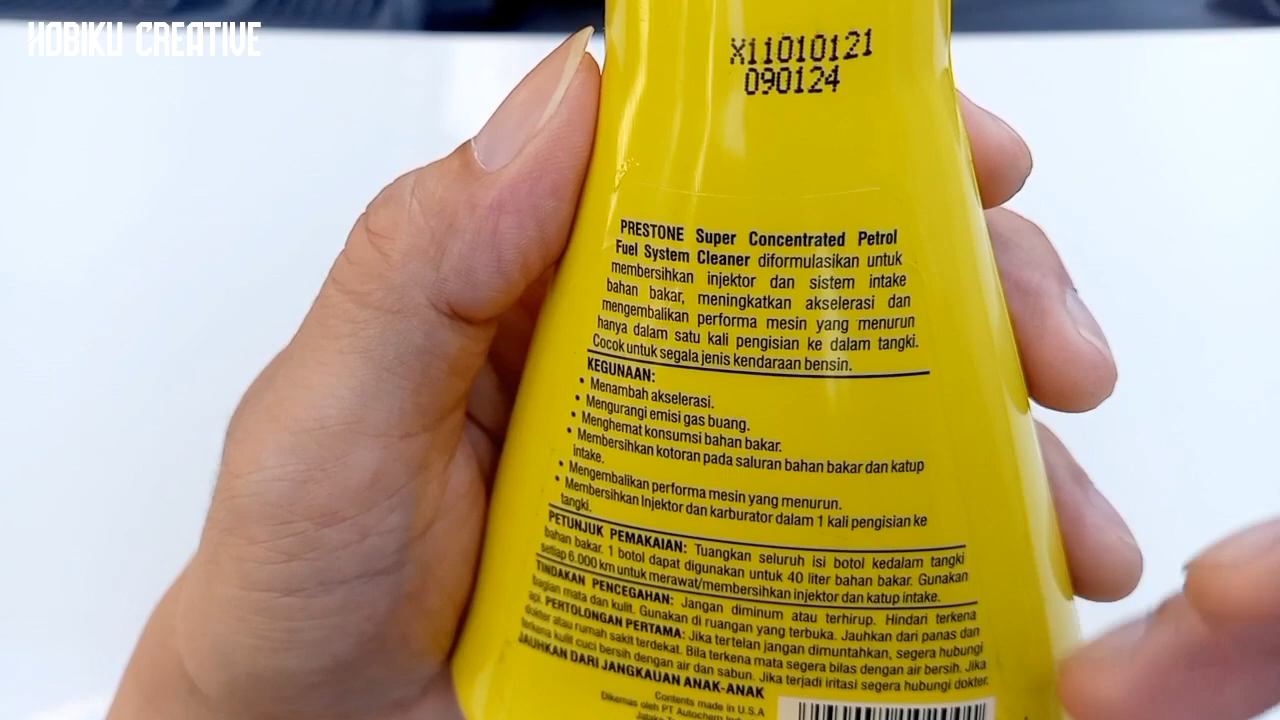 HOBIKU CREATIVE
X11010121
090124
PRESTONE Super Concentrated Petrol
Fuel System Cleaner diformulasikan untuk
membersihkan injektor dan sistem intake
bahan bakar, meningkatkan akselerasi dan
mengembalikan performa mesin yang menurun
hanya dalam satu kali pengisian ke dalam tangki.
Cocok untuk segala jenis kendaraan bensin.
KEGUNAAN:
• Menambah akselerasi.
• Mengurangi emisi gas buang.
• Menghemat konsumsi bahan bakar.
• Membersihkan kotoran pada saluran bahan bakar dan katup
Intake.
• Mengembalikan performa mesin yang menurun.
• Membersihkan Injektor dan karburator dalam 1 kali pengisian ke
tangki.
PETUNJUK PEMAKAIAN: Tuangkan seluruh isi botol kedalam tangki
bahan bakar. 1 botol dapat digunakan untuk 40 liter bahan bakar. Gunakan
setiap 6.000 km untuk merawat/membersihkan injektor dan katup intake.
TINDAKAN PENCEGAHAN: Jangan diminum atau terhirup. Hindari terkena
bagian mata dan kulit. Gunakan di ruangan yang terbuka. Jauhkan dari panas dan
api. PERTOLONGAN PERTAMA: Jika tertelan jangan dimuntahkan, segera hubungi
dokter atau rumah sakit terdekat. Bila terkena mata segera bilas dengan air bersih. Jika
terkena kulit cuci bersih dengan air dan sabun. Jika terjadi iritasi segera hubungi dokter.
JAUHKAN DARI JANGKAUAN ANAK-ANAK
Contents made in U.S.A
Dikemas oleh PT Autochem